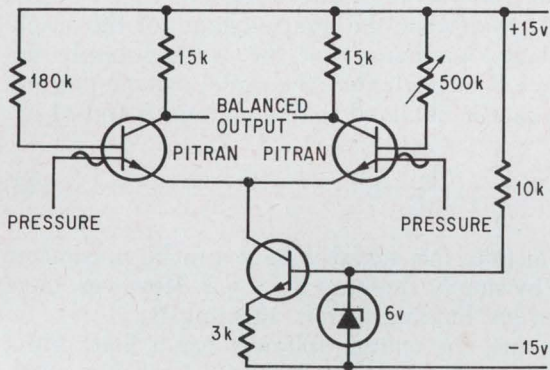 +15v
15k
15k
180k
500k
BALANCED
OUTPUT
PITRAN
PITRAN
10k
PRESSURE
PRESSURE
3k
6v
-15v